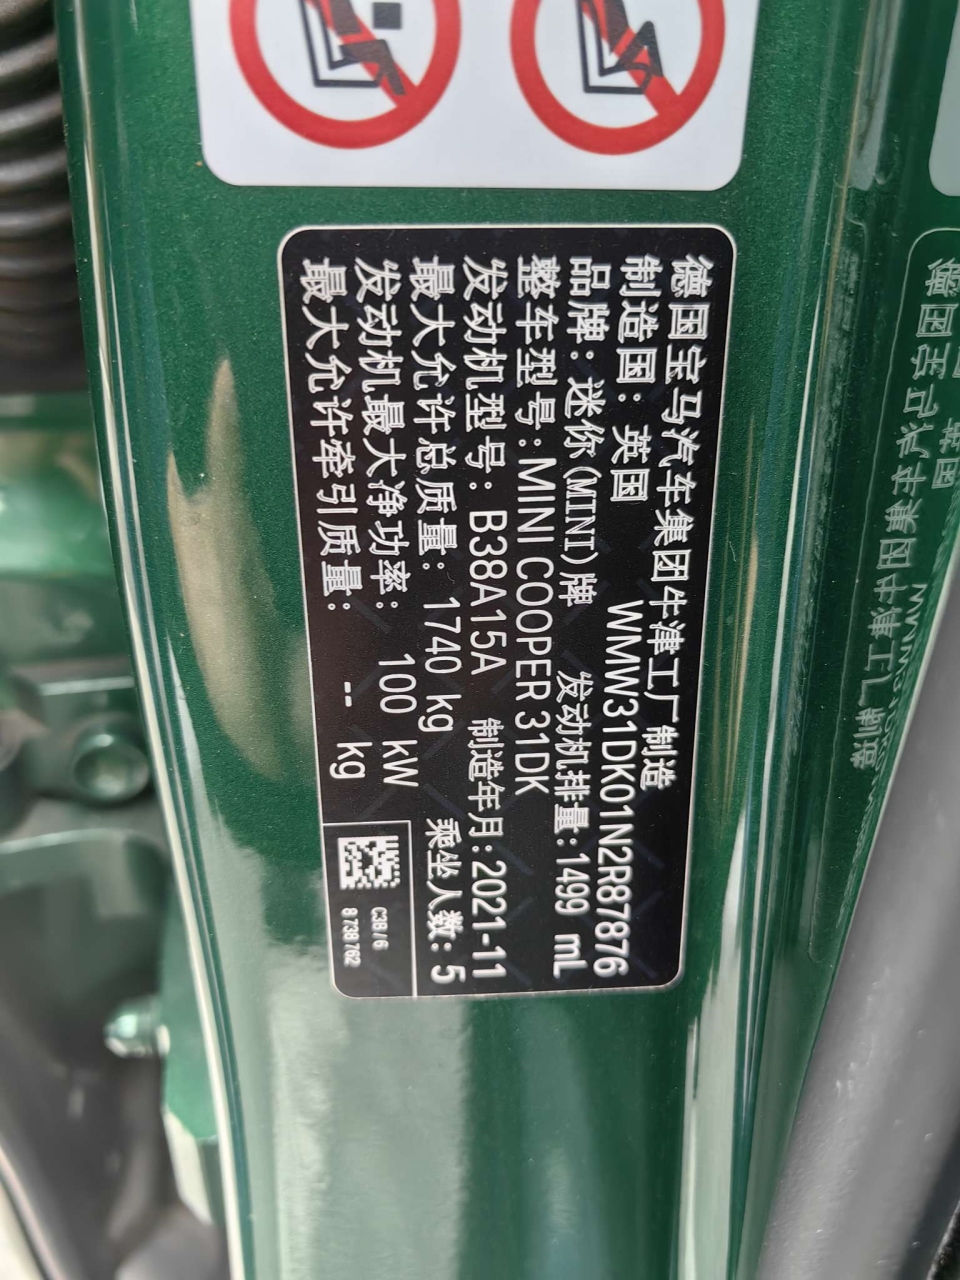 德国宝马汽车集团牛津工厂制造
制造国：英国 WMW31DK01N2R87876
品牌：迷你(MINI)牌 发动机排量：1499 mL
整车型号：MINI COOPER 31DK
发动机型号：B38A15A 制造年月：2021-11
最大允许总质量：1740 kg 乘坐人数：5
发动机最大净功率：100 kW
最大允许牵引质量：-- kg
C3B/6
8 738 762